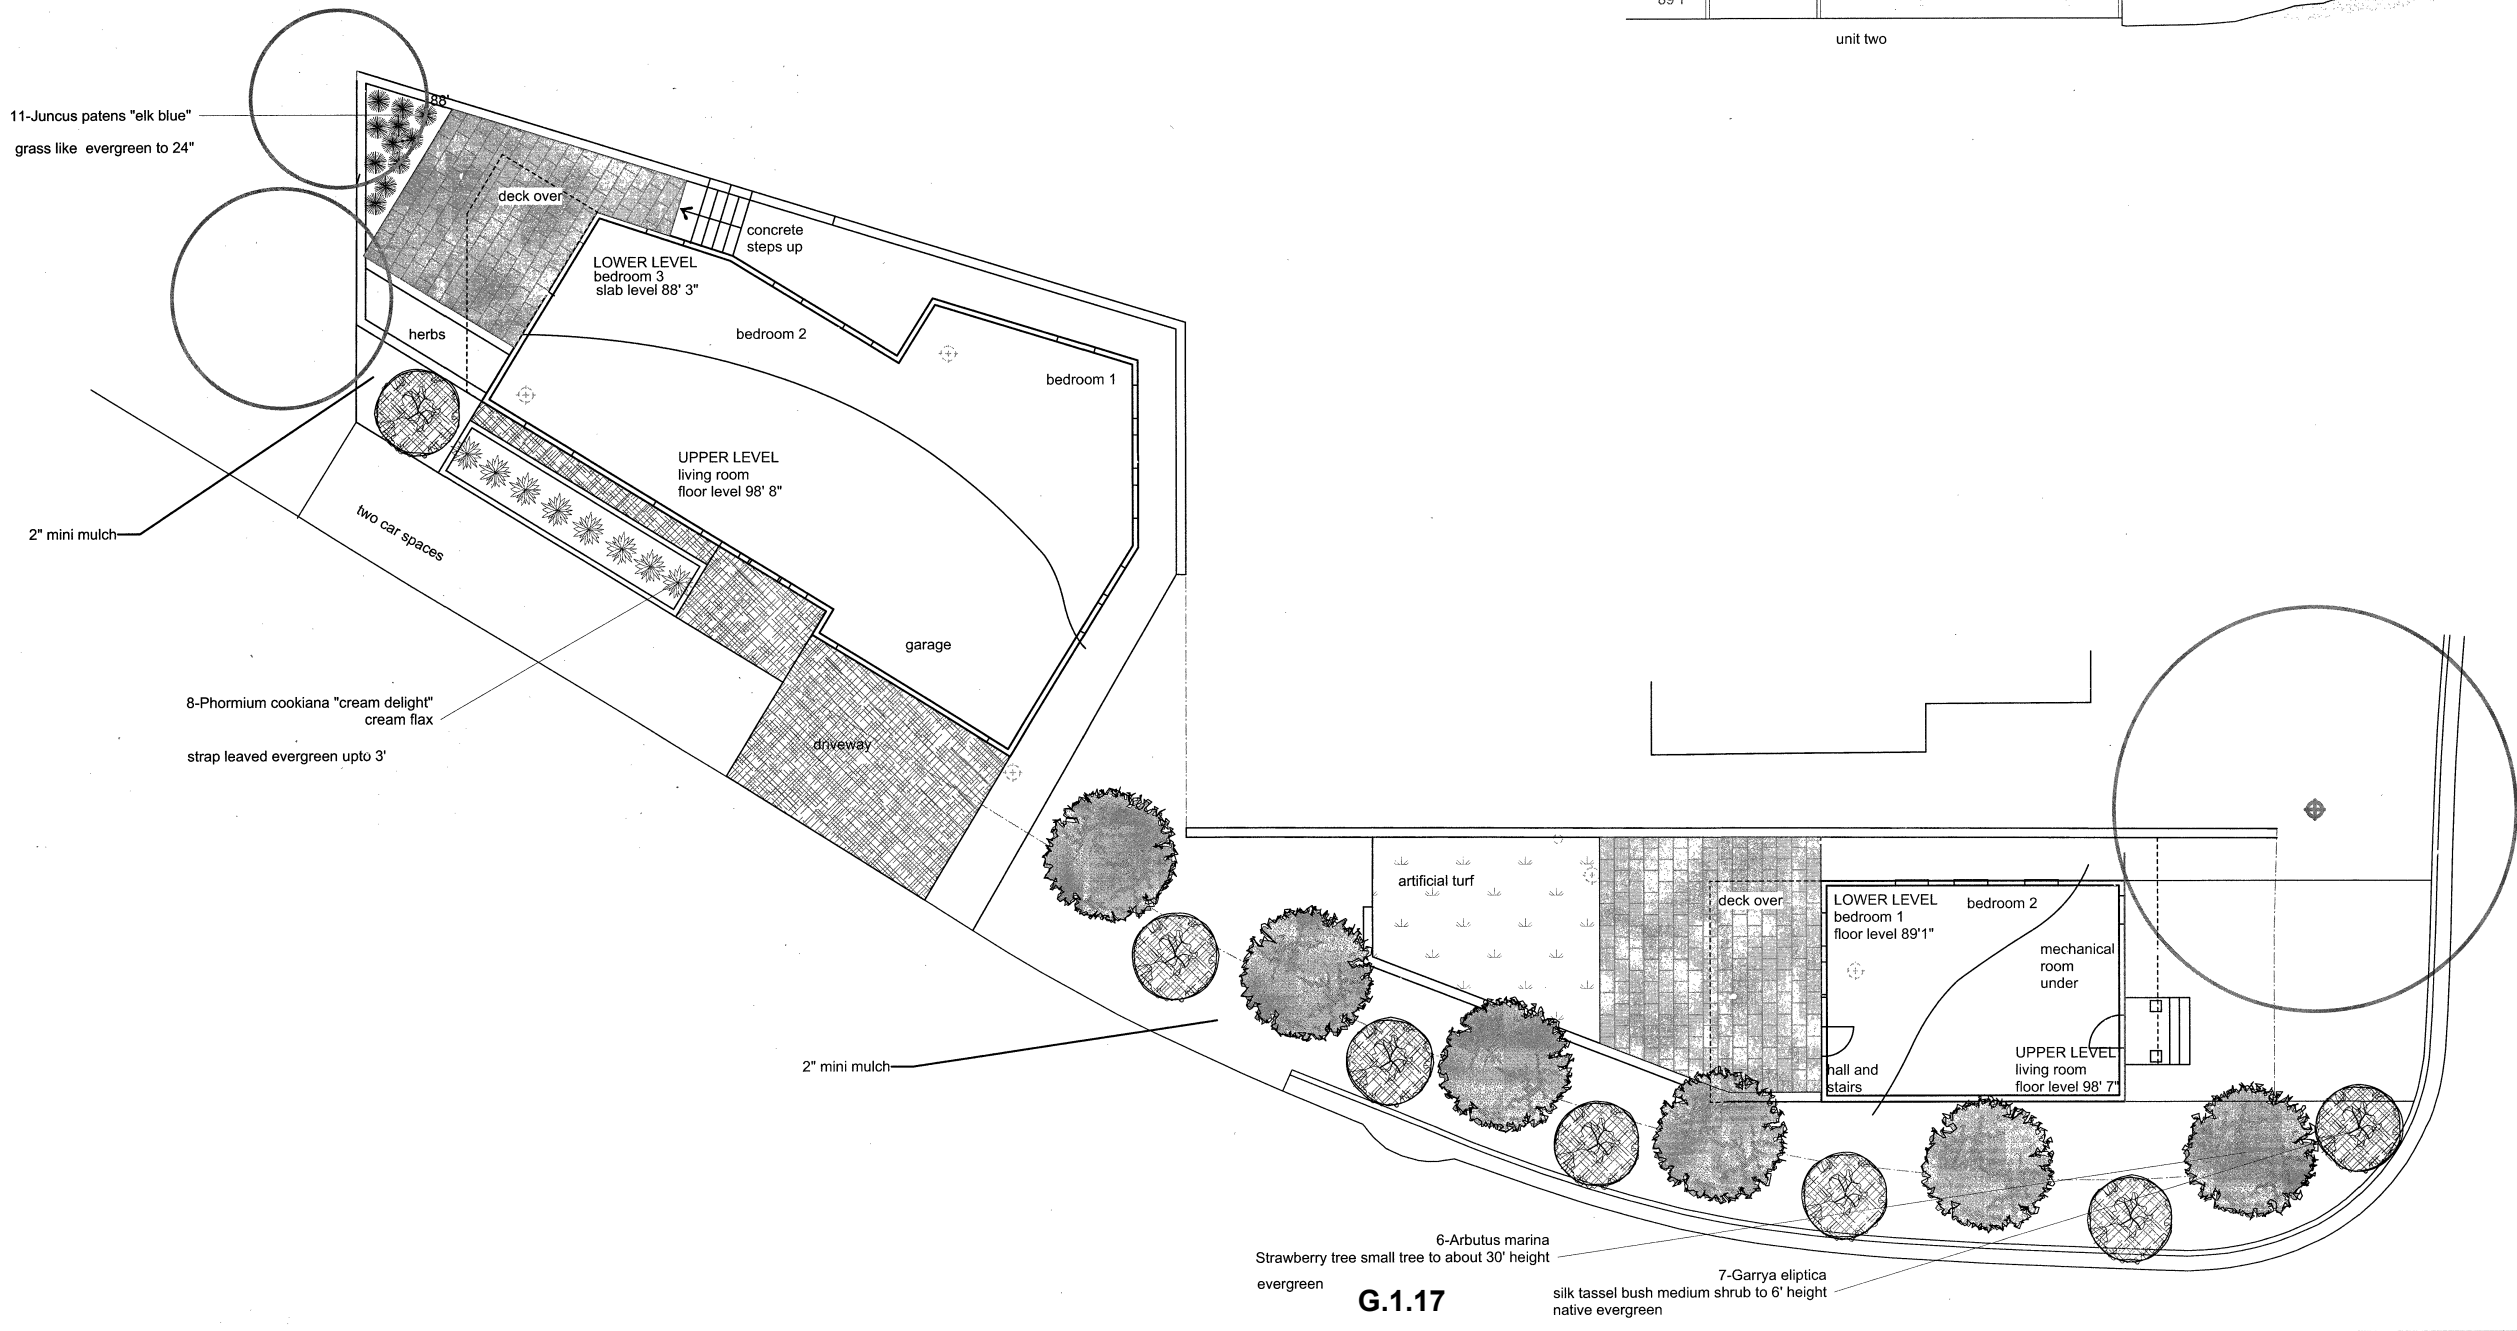 unit two
88'
11-Juncus patens "elk blue"
grass like evergreen to 24"
deck over
concrete
steps up
LOWER LEVEL
bedroom 3
slab level 88' 3"
herbs
bedroom 2
bedroom 1
UPPER LEVEL
living room
floor level 98' 8"
two car spaces
2" mini mulch
garage
8-Phormium cookiana "cream delight"
cream flax
strap leaved evergreen upto 3'
driveway
artificial turf
deck over
LOWER LEVEL
bedroom 1
floor level 89'1"
bedroom 2
mechanical
room
under
hall and
stairs
UPPER LEVEL
living room
floor level 98' 7"
2" mini mulch
6-Arbutus marina
Strawberry tree small tree to about 30' height
evergreen
7-Garrya eliptica
silk tassel bush medium shrub to 6' height
native evergreen
G.1.17